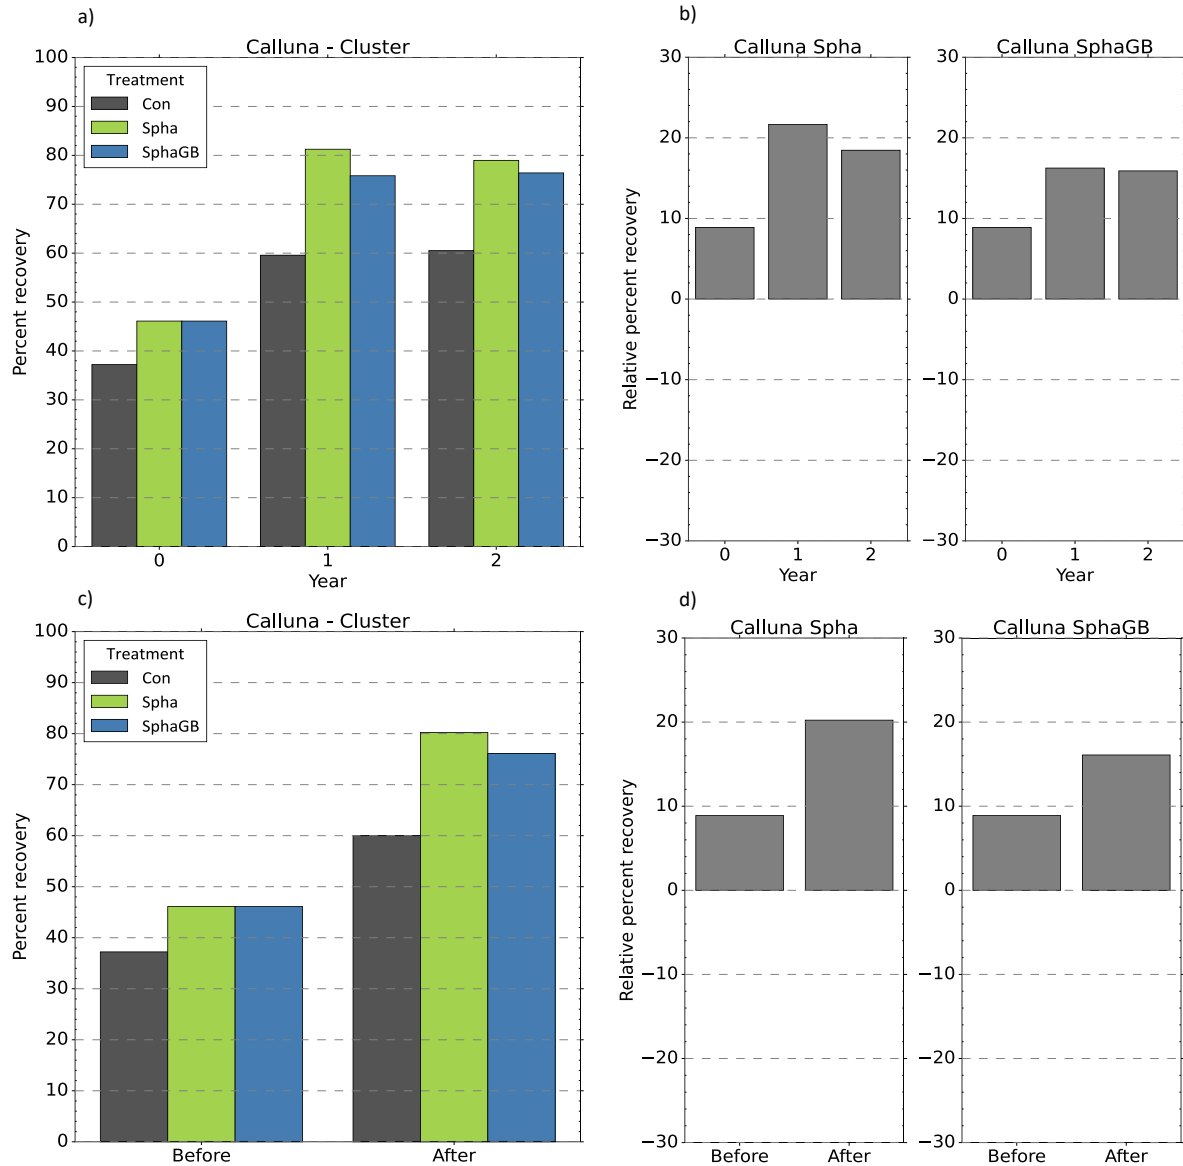 a)
Calluna - Cluster
100
90
80
70
60
50
40
30
20
10
0
Percent recovery
Treatment
Con
Spha
SphaGB
0 1 2
Year
b)
Calluna Spha
30
20
10
0
−10
−20
−30
Relative percent recovery
0 1 2
Year
Calluna SphaGB
30
20
10
0
−10
−20
−30
0 1 2
Year
c)
Calluna - Cluster
100
90
80
70
60
50
40
30
20
10
0
Percent recovery
Treatment
Con
Spha
SphaGB
Before After
d)
Calluna Spha
30
20
10
0
−10
−20
−30
Relative percent recovery
Before After
Calluna SphaGB
30
20
10
0
−10
−20
−30
Before After